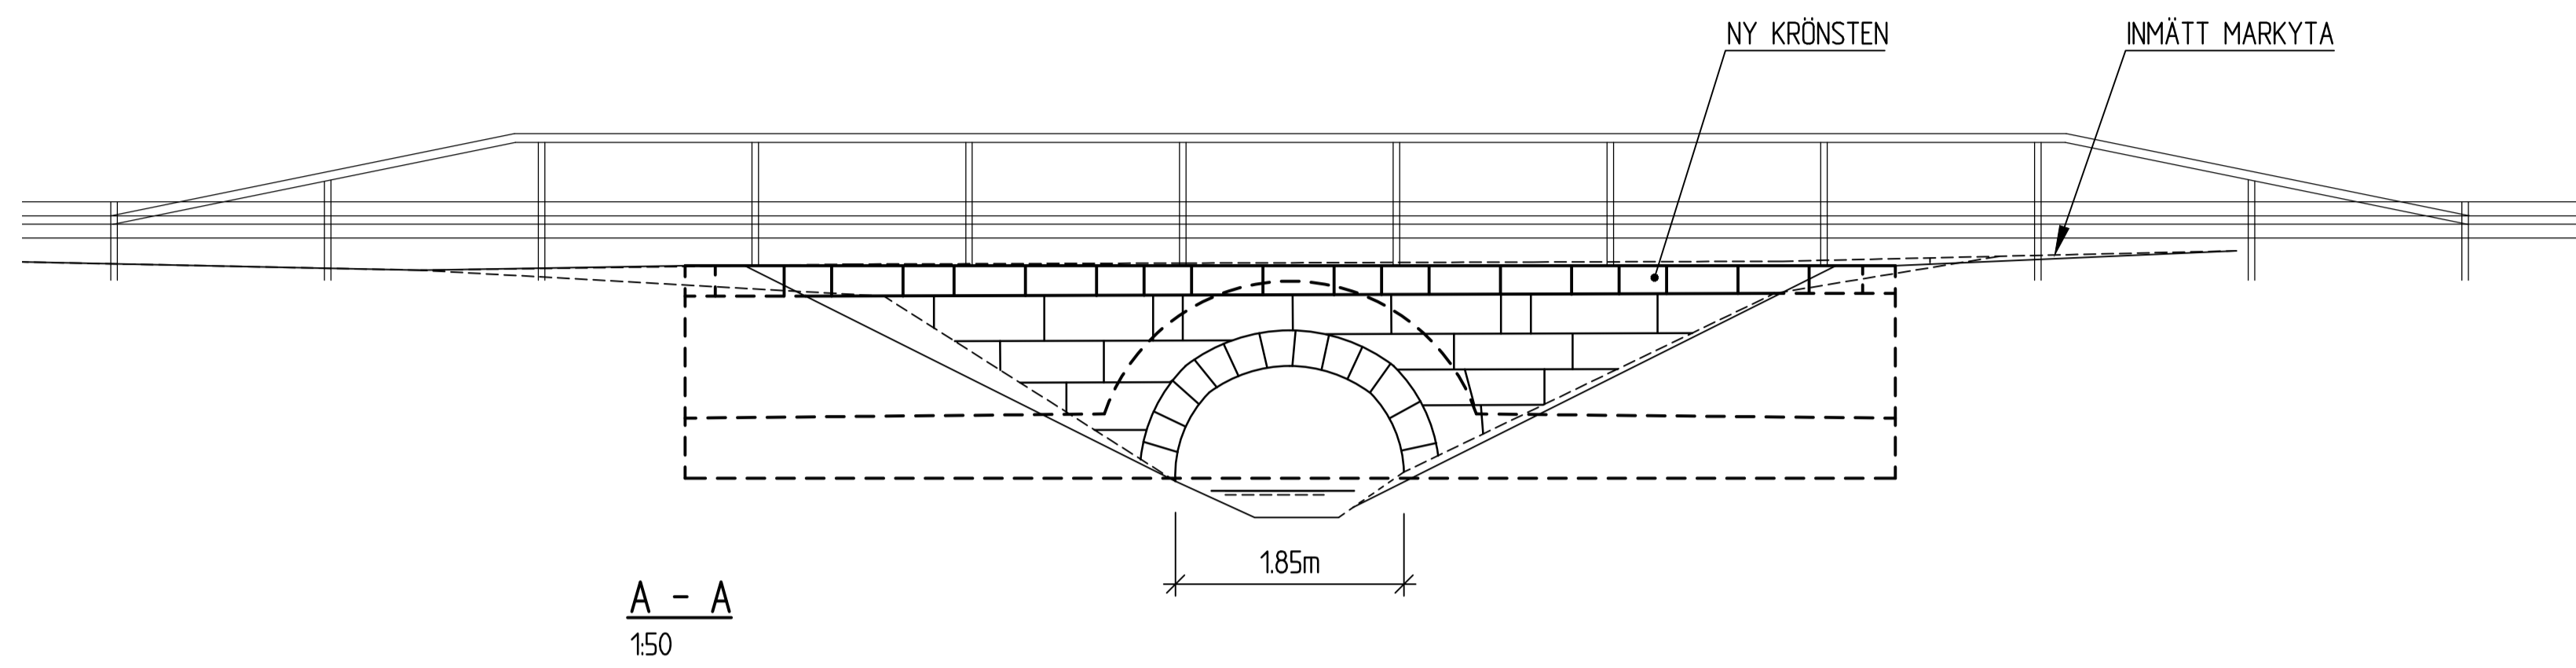 NY KRÖNSTEN
INMÄTT MARKYTA
1.85m
A - A
1:50